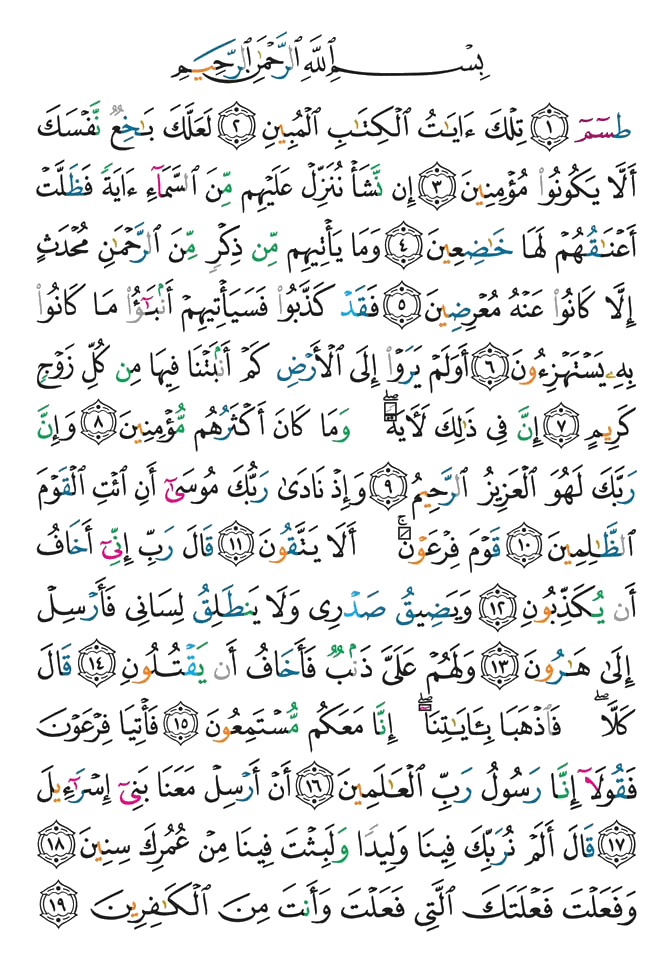 بِسْمِ ٱللَّهِ ٱلرَّحْمَٰنِ ٱلرَّحِيمِ
طسٓمٓ ١ تِلْكَ ءَايَٰتُ ٱلْكِتَٰبِ ٱلْمُبِينِ ٢ لَعَلَّكَ بَٰخِعٌ نَّفْسَكَ
أَلَّا يَكُونُوا۟ مُؤْمِنِينَ ٣ إِن نَّشَأْ نُنَزِّلْ عَلَيْهِم مِّنَ ٱلسَّمَآءِ ءَايَةً فَظَلَّتْ
أَعْنَٰقُهُمْ لَهَا خَٰضِعِينَ ٤ وَمَا يَأْتِيهِم مِّن ذِكْرٍ مِّنَ ٱلرَّحْمَٰنِ مُحْدَثٍ
إِلَّا كَانُوا۟ عَنْهُ مُعْرِضِينَ ٥ فَقَدْ كَذَّبُوا۟ فَسَيَأْتِيهِمْ أَنۢبَٰٓؤُا۟ مَا كَانُوا۟
بِهِۦ يَسْتَهْزِءُونَ ٦ أَوَلَمْ يَرَوْا۟ إِلَى ٱلْأَرْضِ كَمْ أَنۢبَتْنَا فِيهَا مِن كُلِّ زَوْجٍ
كَرِيمٍ ٧ إِنَّ فِى ذَٰلِكَ لَءَايَةً ۖ وَمَا كَانَ أَكْثَرُهُم مُّؤْمِنِينَ ٨ وَإِنَّ
رَبَّكَ لَهُوَ ٱلْعَزِيزُ ٱلرَّحِيمُ ٩ وَإِذْ نَادَىٰ رَبُّكَ مُوسَىٰٓ أَنِ ٱئْتِ ٱلْقَوْمَ
ٱلظَّٰلِمِينَ ١٠ قَوْمَ فِرْعَوْنَ ۚ أَلَا يَتَّقُونَ ١١ قَالَ رَبِّ إِنِّىٓ أَخَافُ
أَن يُكَذِّبُونِ ١٢ وَيَضِيقُ صَدْرِى وَلَا يَنطَلِقُ لِسَانِى فَأَرْسِلْ
إِلَىٰ هَٰرُونَ ١٣ وَلَهُمْ عَلَىَّ ذَنۢبٌ فَأَخَافُ أَن يَقْتُلُونِ ١٤ قَالَ
كَلَّا ۖ فَٱذْهَبَا بِـَٔايَٰتِنَآ ۖ إِنَّا مَعَكُم مُّسْتَمِعُونَ ١٥ فَأْتِيَا فِرْعَوْنَ
فَقُولَآ إِنَّا رَسُولُ رَبِّ ٱلْعَٰلَمِينَ ١٦ أَنْ أَرْسِلْ مَعَنَا بَنِىٓ إِسْرَٰٓءِيلَ
١٧ قَالَ أَلَمْ نُرَبِّكَ فِينَا وَلِيدًا وَلَبِثْتَ فِينَا مِنْ عُمُرِكَ سِنِينَ ١٨
وَفَعَلْتَ فَعْلَتَكَ ٱلَّتِى فَعَلْتَ وَأَنتَ مِنَ ٱلْكَٰفِرِينَ ١٩